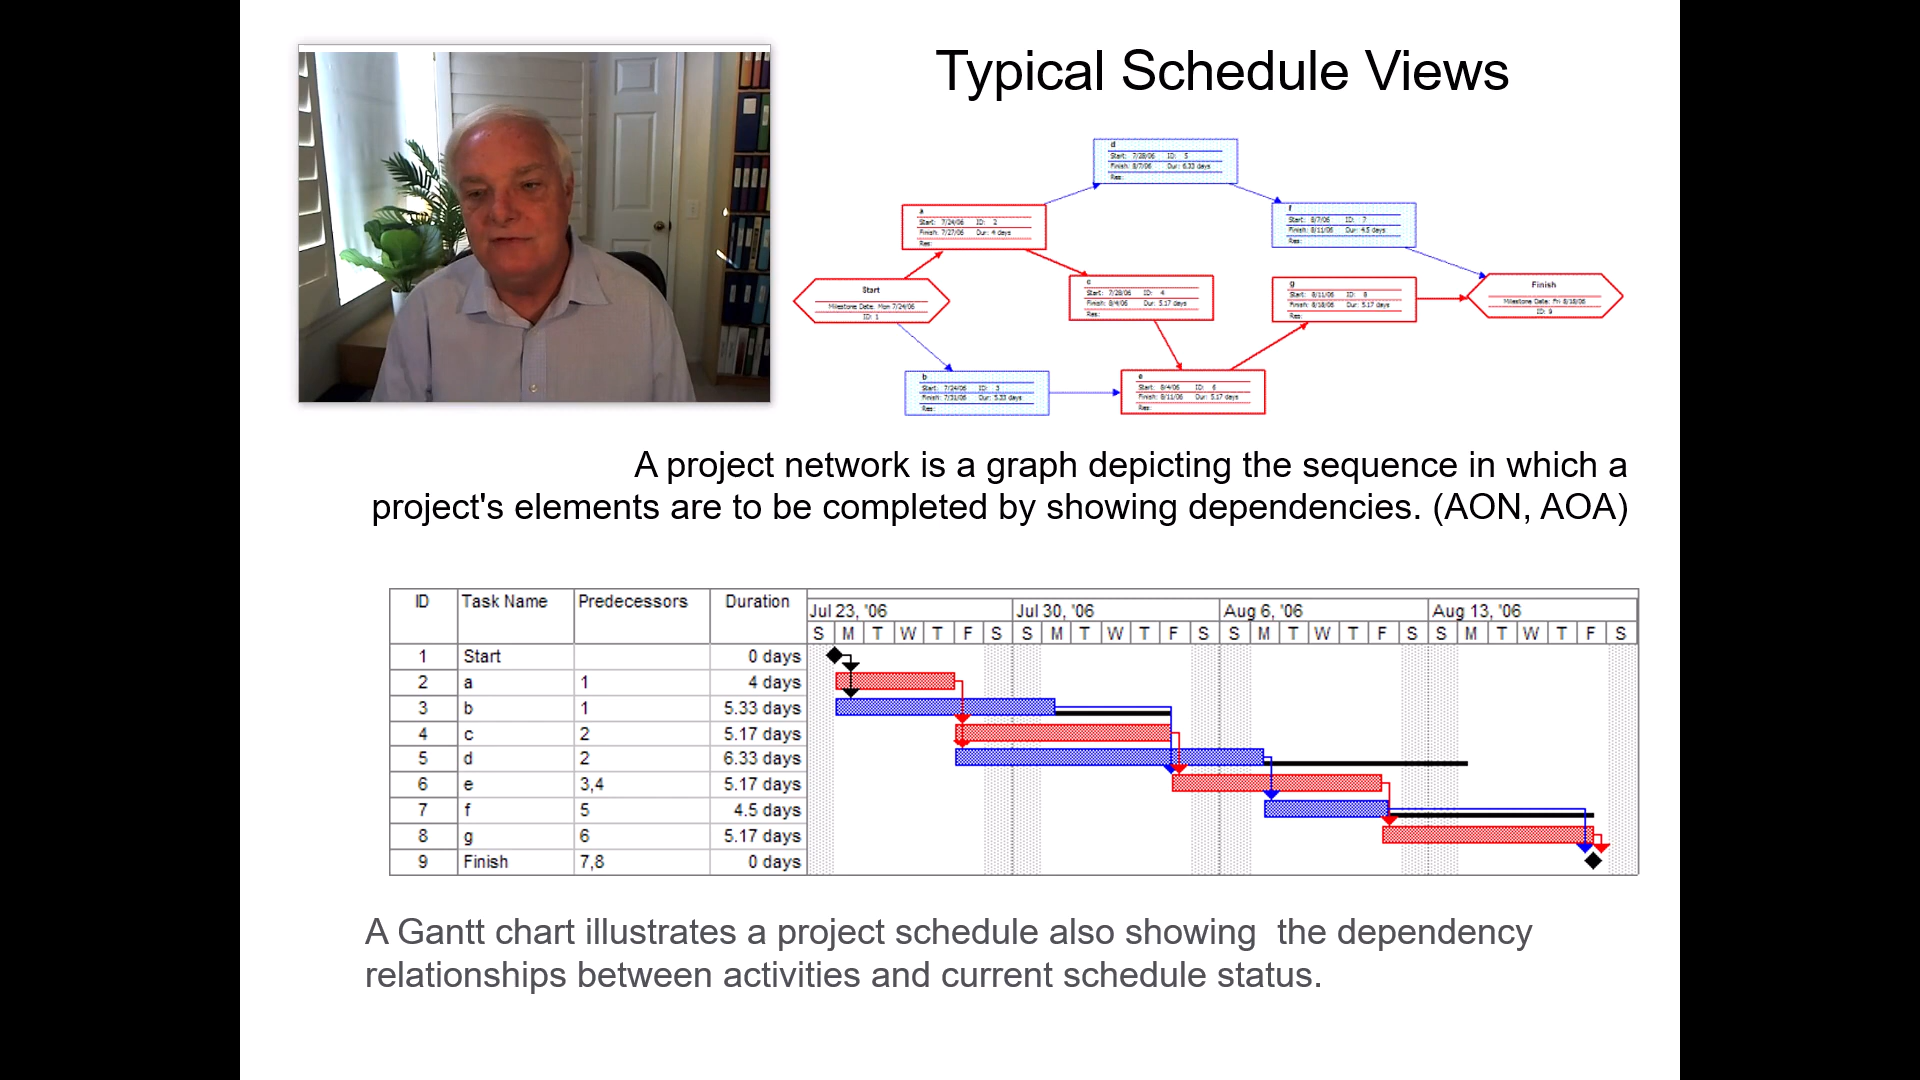 Typical Schedule Views
d
Start: 7/28/06 ID: 5
Finish: 8/7/06 Dur: 6.33 days
Res:
a
Start: 7/24/06 ID: 2
Finish: 7/27/06 Dur: 4 days
Res:
f
Start: 8/7/06 ID: 7
Finish: 8/11/06 Dur: 4.5 days
Res:
Start
Milestone Date: Mon 7/24/06
ID: 1
c
Start: 7/28/06 ID: 4
Finish: 8/4/06 Dur: 5.17 days
Res:
g
Start: 8/11/06 ID: 8
Finish: 8/18/06 Dur: 5.17 days
Res:
Finish
Milestone Date: Fri 8/18/06
ID: 9
b
Start: 7/24/06 ID: 3
Finish: 7/31/06 Dur: 5.33 days
Res:
e
Start: 8/4/06 ID: 6
Finish: 8/11/06 Dur: 5.17 days
Res:
A project network is a graph depicting the sequence in which a
project's elements are to be completed by showing dependencies. (AON, AOA)
ID Task Name Predecessors Duration
Jul 23, '06 Jul 30, '06 Aug 6, '06 Aug 13, '06
S M T W T F S S M T W T F S S M T W T F S S M T W T F S
1 Start 0 days
2 a 1 4 days
3 b 1 5.33 days
4 c 2 5.17 days
5 d 2 6.33 days
6 e 3,4 5.17 days
7 f 5 4.5 days
8 g 6 5.17 days
9 Finish 7,8 0 days
A Gantt chart illustrates a project schedule also showing the dependency
relationships between activities and current schedule status.